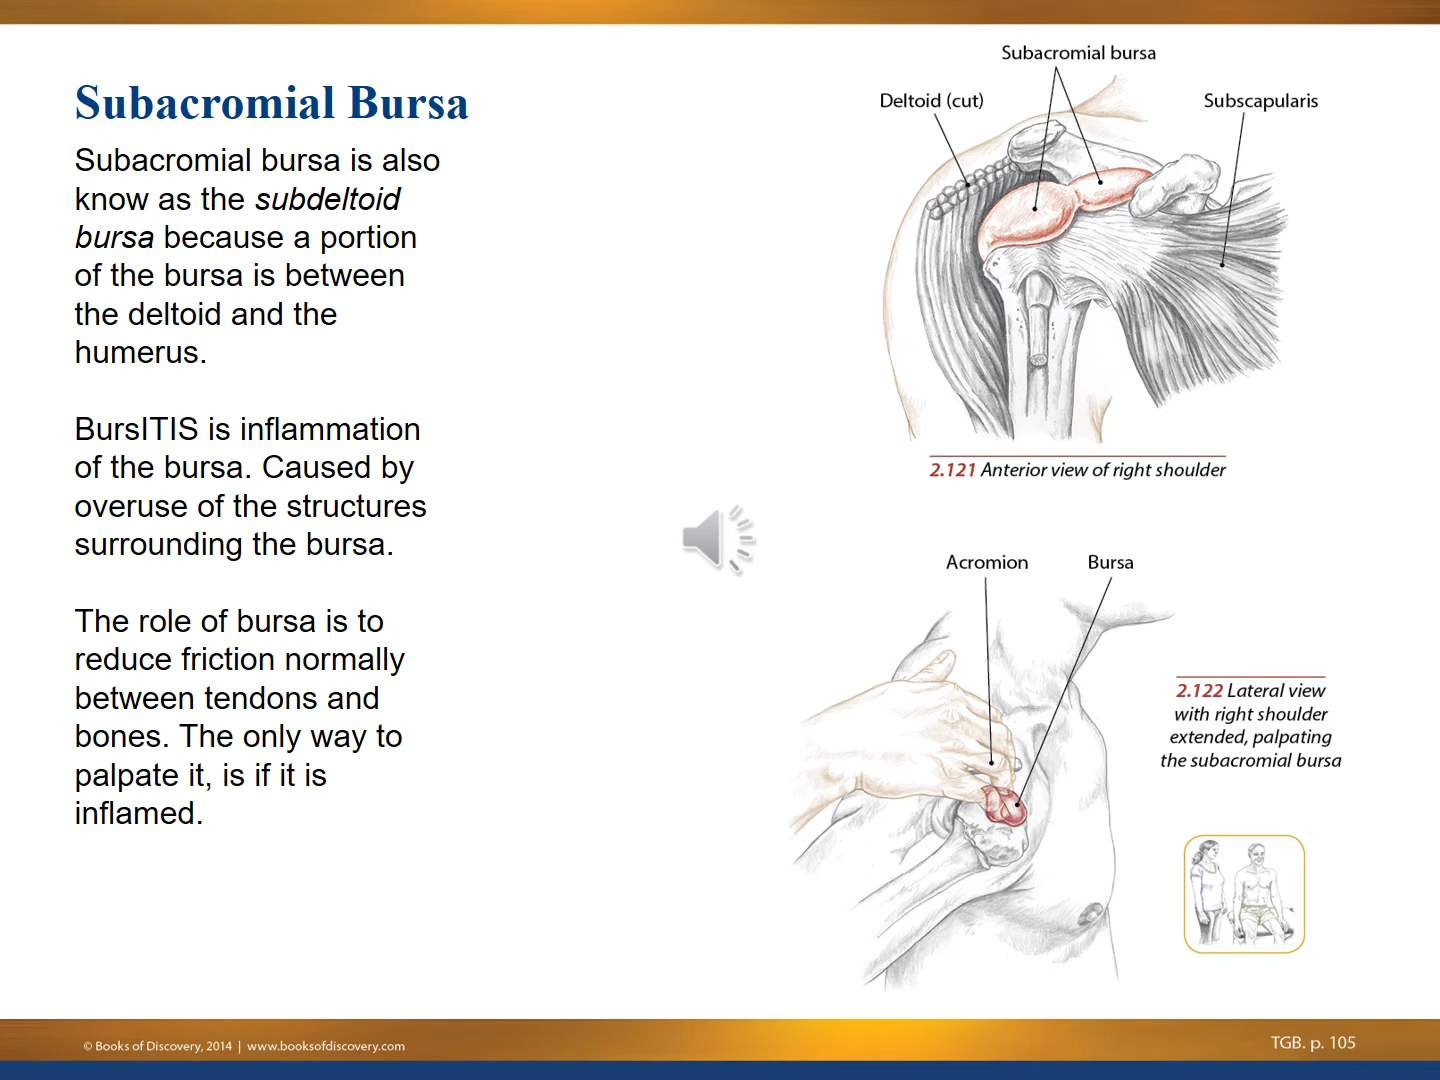 Subacromial Bursa
Subacromial bursa is also
know as the subdeltoid
bursa because a portion
of the bursa is between
the deltoid and the
humerus.
BursITIS is inflammation
of the bursa. Caused by
overuse of the structures
surrounding the bursa.
The role of bursa is to
reduce friction normally
between tendons and
bones. The only way to
palpate it, is if it is
inflamed.
Subacromial bursa
Deltoid (cut)
Subscapularis
2.121 Anterior view of right shoulder
Acromion
Bursa
2.122 Lateral view
with right shoulder
extended, palpating
the subacromial bursa
© Books of Discovery, 2014 | www.booksofdiscovery.com
TGB. p. 105